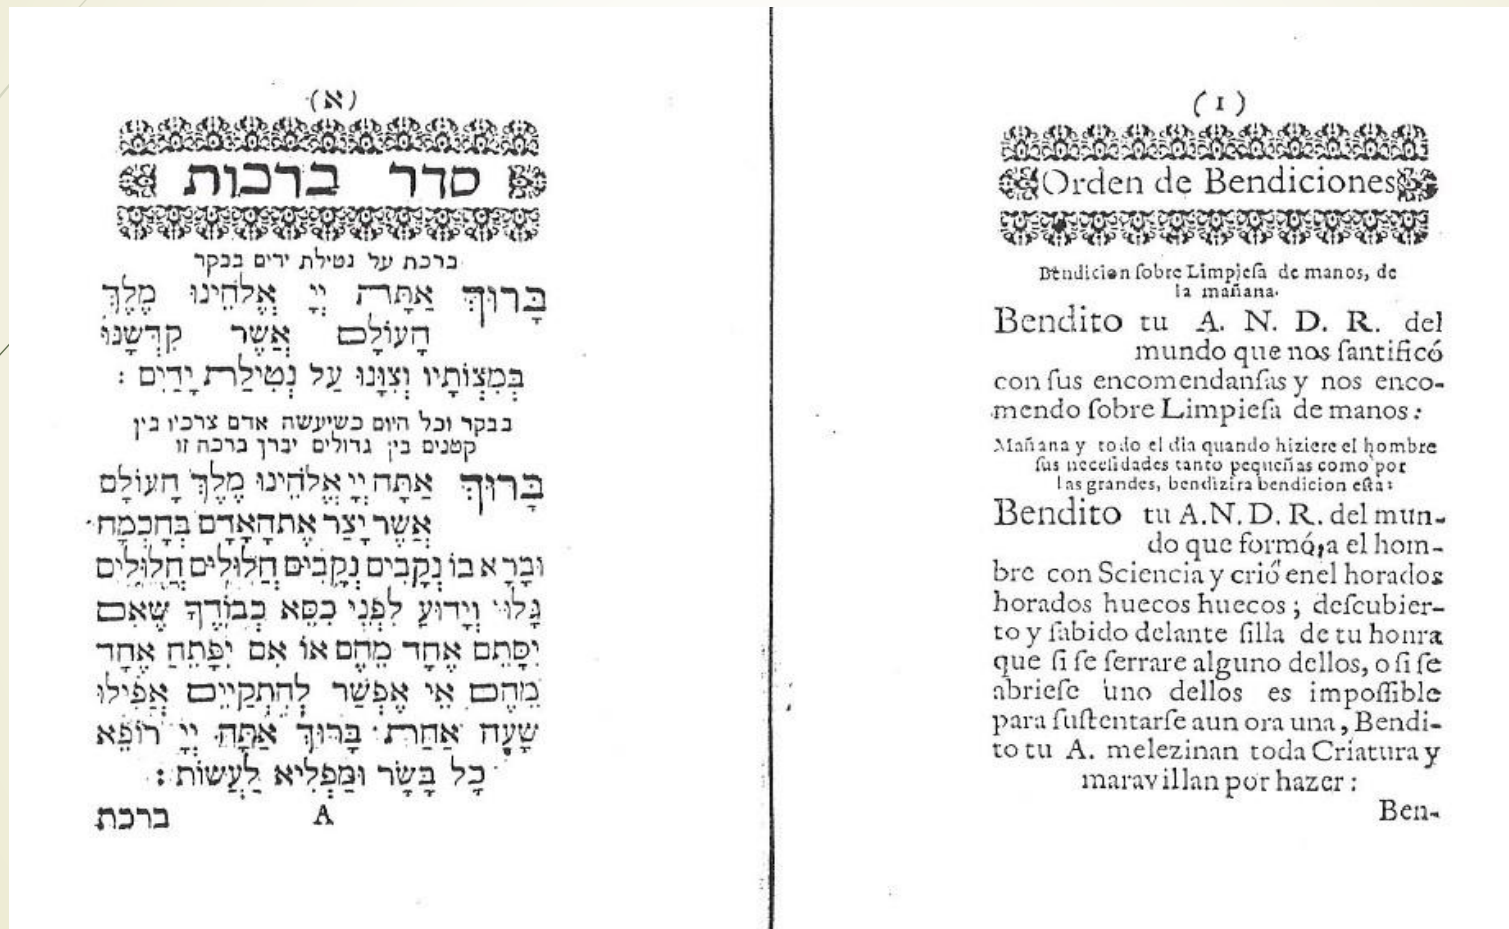 (א)
סדר ברכות
ברכת על נטילת ידים בבקר
בָּרוּךְ אַתָּה יְיָ אֱלֹהֵינוּ מֶלֶךְ
הָעוֹלָם אֲשֶׁר קִדְּשָׁנוּ
בְּמִצְוֹתָיו וְצִוָּנוּ עַל נְטִילַת יָדַיִם :
בבקר וכל היום כשיעשה אדם צרכיו בין
קטנים בין גדולים יברך ברכה זו
בָּרוּךְ אַתָּה יְיָ אֱלֹהֵינוּ מֶלֶךְ הָעוֹלָם
אֲשֶׁר יָצַר אֶת הָאָדָם בְּחָכְמָה
וּבָרָא בוֹ נְקָבִים נְקָבִים חֲלוּלִים חֲלוּלִים
גָּלוּי וְיָדוּעַ לִפְנֵי כִסֵּא כְבוֹדֶךָ שֶׁאִם
יִסָּתֵם אֶחָד מֵהֶם אוֹ אִם יִפָּתֵחַ אֶחָד
מֵהֶם אֵי אֶפְשַׁר לְהִתְקַיֵּים אֲפִילוּ
שָׁעָה אַחַת בָּרוּךְ אַתָּה יְיָ רוֹפֵא
כָל בָּשָׂר וּמַפְלִיא לַעֲשׂוֹת :
A ברכת
(1)
Orden de Bendiciones
Bendicion ſobre Limpieſa de manos, de
la mañana.
Bendito tu A. N. D. R. del
mundo que nos ſantificó
con ſus encomendanſas y nos enco-
mendo ſobre Limpieſa de manos :
Mañana y todo el dia quando hiziere el hombre
ſus neceſidades tanto pequeñas como por
las grandes, bendizira bendicion eſta:
Bendito tu A.N.D.R. del mun-
do que formó, a el hom-
bre con Sciencia y crió enel horados
horados huecos huecos ; deſcubier-
to y ſabido delante ſilla de tu honra
que ſi ſe ſerrare alguno dellos, o ſi ſe
abrieſe uno dellos es impoſſible
para ſuſtentarſe aun ora una, Bendi-
to tu A. melezinan toda Criatura y
maravillan por hazer :
Ben-